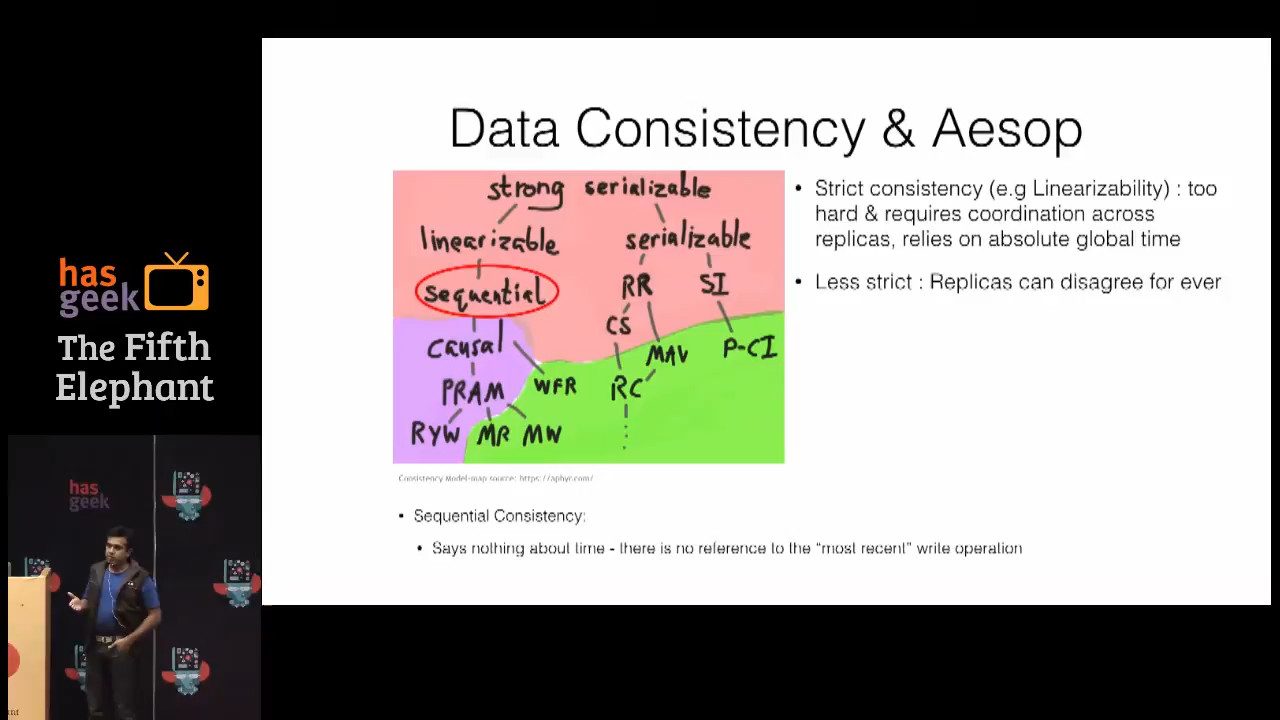 Data Consistency & Aesop
strong serializable
linearizable serializable
sequential RR SI
CS
causal MAV P-CI
PRAM WFR RC
RYW MR MW
Consistency Model-map source: https://aphyr.com/
• Strict consistency (e.g Linearizability) : too
hard & requires coordination across
replicas, relies on absolute global time
• Less strict : Replicas can disagree for ever
• Sequential Consistency:
• Says nothing about time - there is no reference to the “most recent” write operation
has
geek
The Fifth
Elephant
has
geek